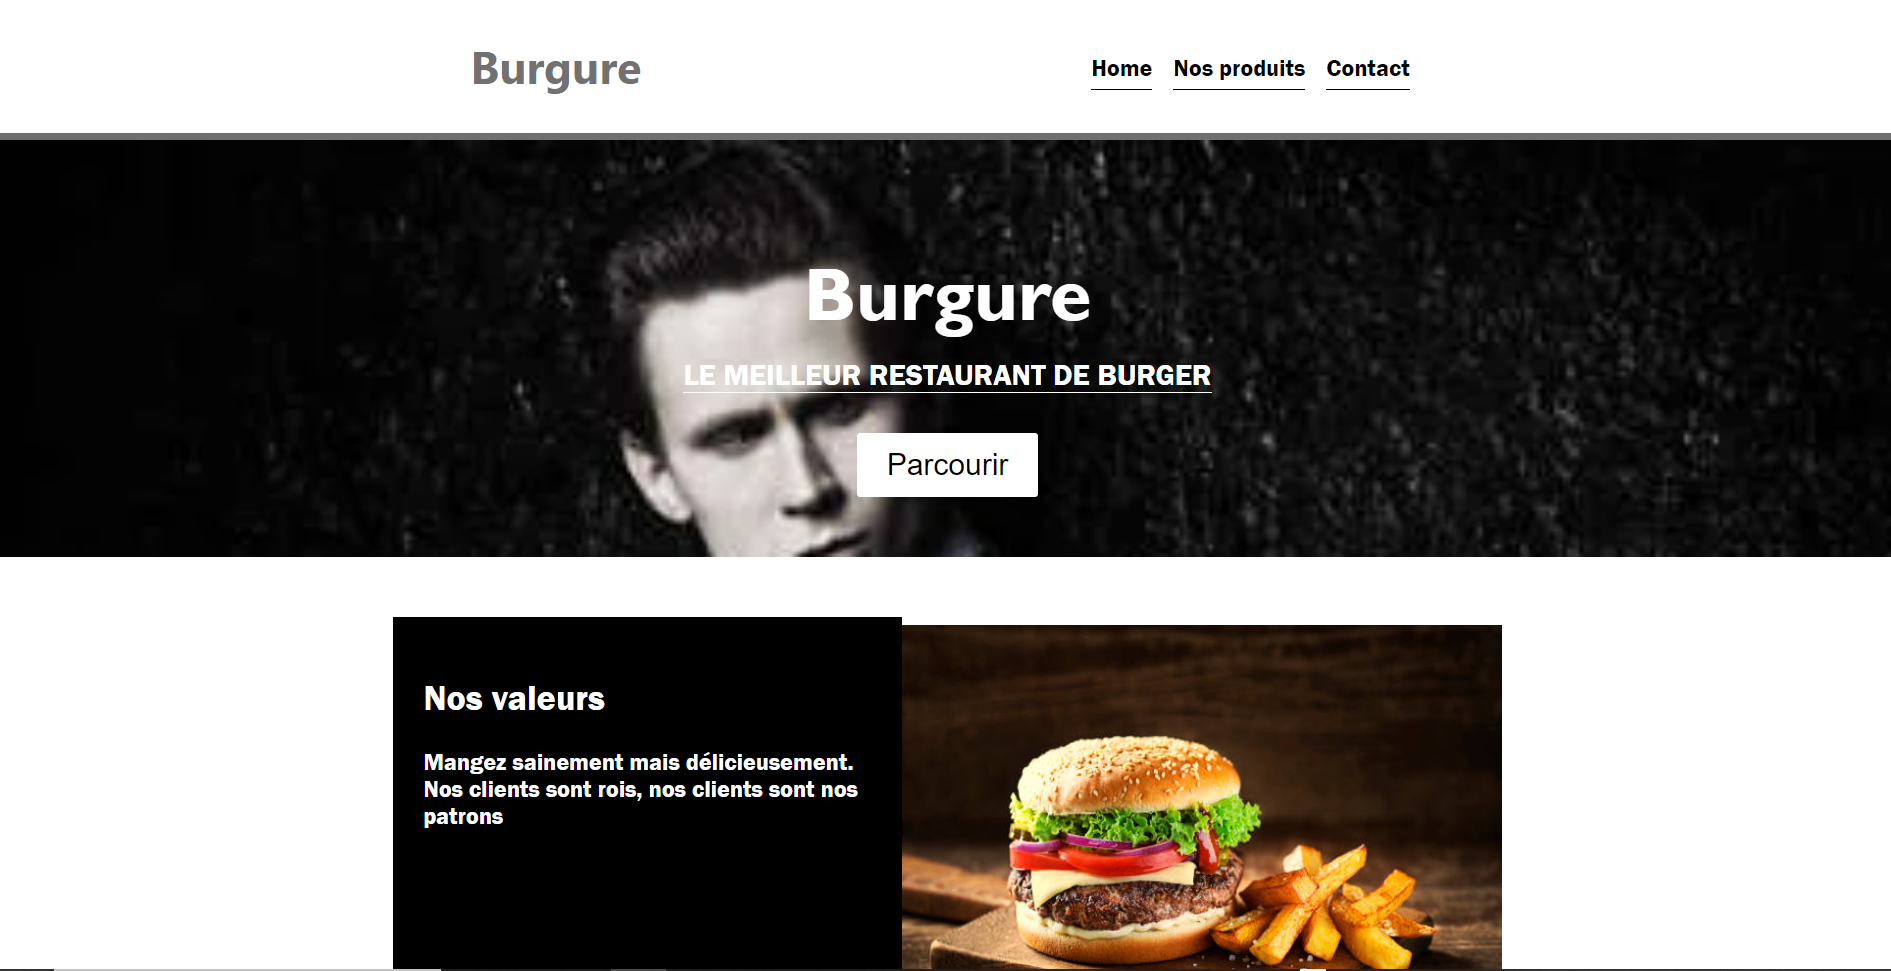 Burgure
Home Nos produits Contact
Burgure
LE MEILLEUR RESTAURANT DE BURGER
Parcourir
Nos valeurs
Mangez sainement mais délicieusement.
Nos clients sont rois, nos clients sont nos
patrons